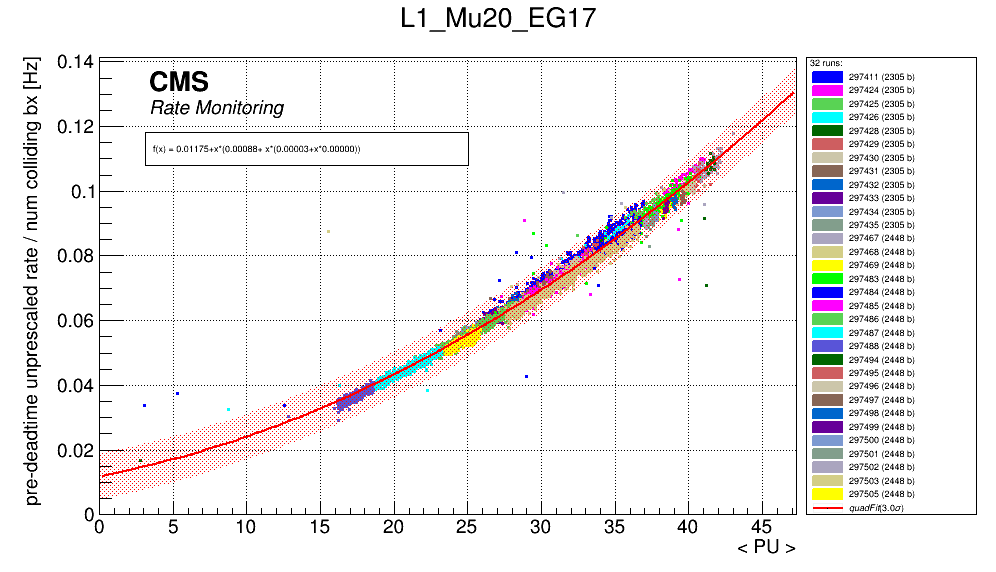 L1_Mu20_EG17
pre-deadtime unprescaled rate / num colliding bx [Hz]
0.14
0.12
0.1
0.08
0.06
0.04
0.02
0
CMS
Rate Monitoring
f(x) = 0.01175+x*(0.00088+ x*(0.00003+x*0.00000))
0 5 10 15 20 25 30 35 40 45
< PU >
32 runs:
297411 (2305 b)
297424 (2305 b)
297425 (2305 b)
297426 (2305 b)
297428 (2305 b)
297429 (2305 b)
297430 (2305 b)
297431 (2305 b)
297432 (2305 b)
297433 (2305 b)
297434 (2305 b)
297435 (2305 b)
297467 (2448 b)
297468 (2448 b)
297469 (2448 b)
297483 (2448 b)
297484 (2448 b)
297485 (2448 b)
297486 (2448 b)
297487 (2448 b)
297488 (2448 b)
297494 (2448 b)
297495 (2448 b)
297496 (2448 b)
297497 (2448 b)
297498 (2448 b)
297499 (2448 b)
297500 (2448 b)
297501 (2448 b)
297502 (2448 b)
297503 (2448 b)
297505 (2448 b)
quadFit(3.0σ)